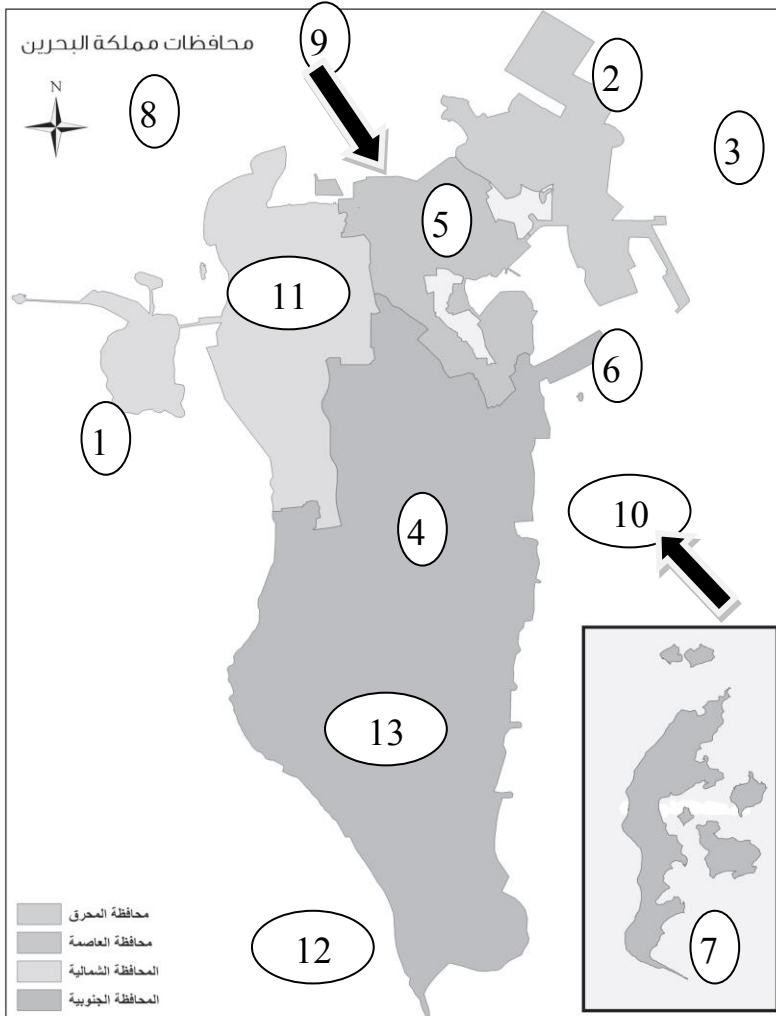 محافظات مملكة البحرين
9
2
N
8
3
5
11
6
1
10
4
13
محافظة المحرق
محافظة العاصمة
المحافظة الشمالية
المحافظة الجنوبية
12
7